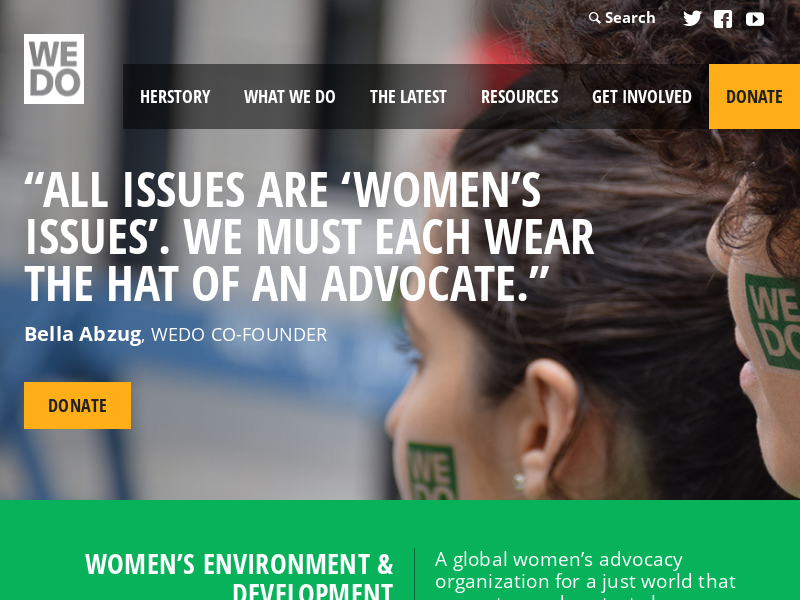 Search
WE
DO
HERSTORY WHAT WE DO THE LATEST RESOURCES GET INVOLVED DONATE
“ALL ISSUES ARE ‘WOMEN’S
ISSUES’. WE MUST EACH WEAR
THE HAT OF AN ADVOCATE.”
Bella Abzug, WEDO CO-FOUNDER
DONATE
WE
DO
WE
DO
WOMEN’S ENVIRONMENT &
DEVELOPMENT
A global women’s advocacy
organization for a just world that